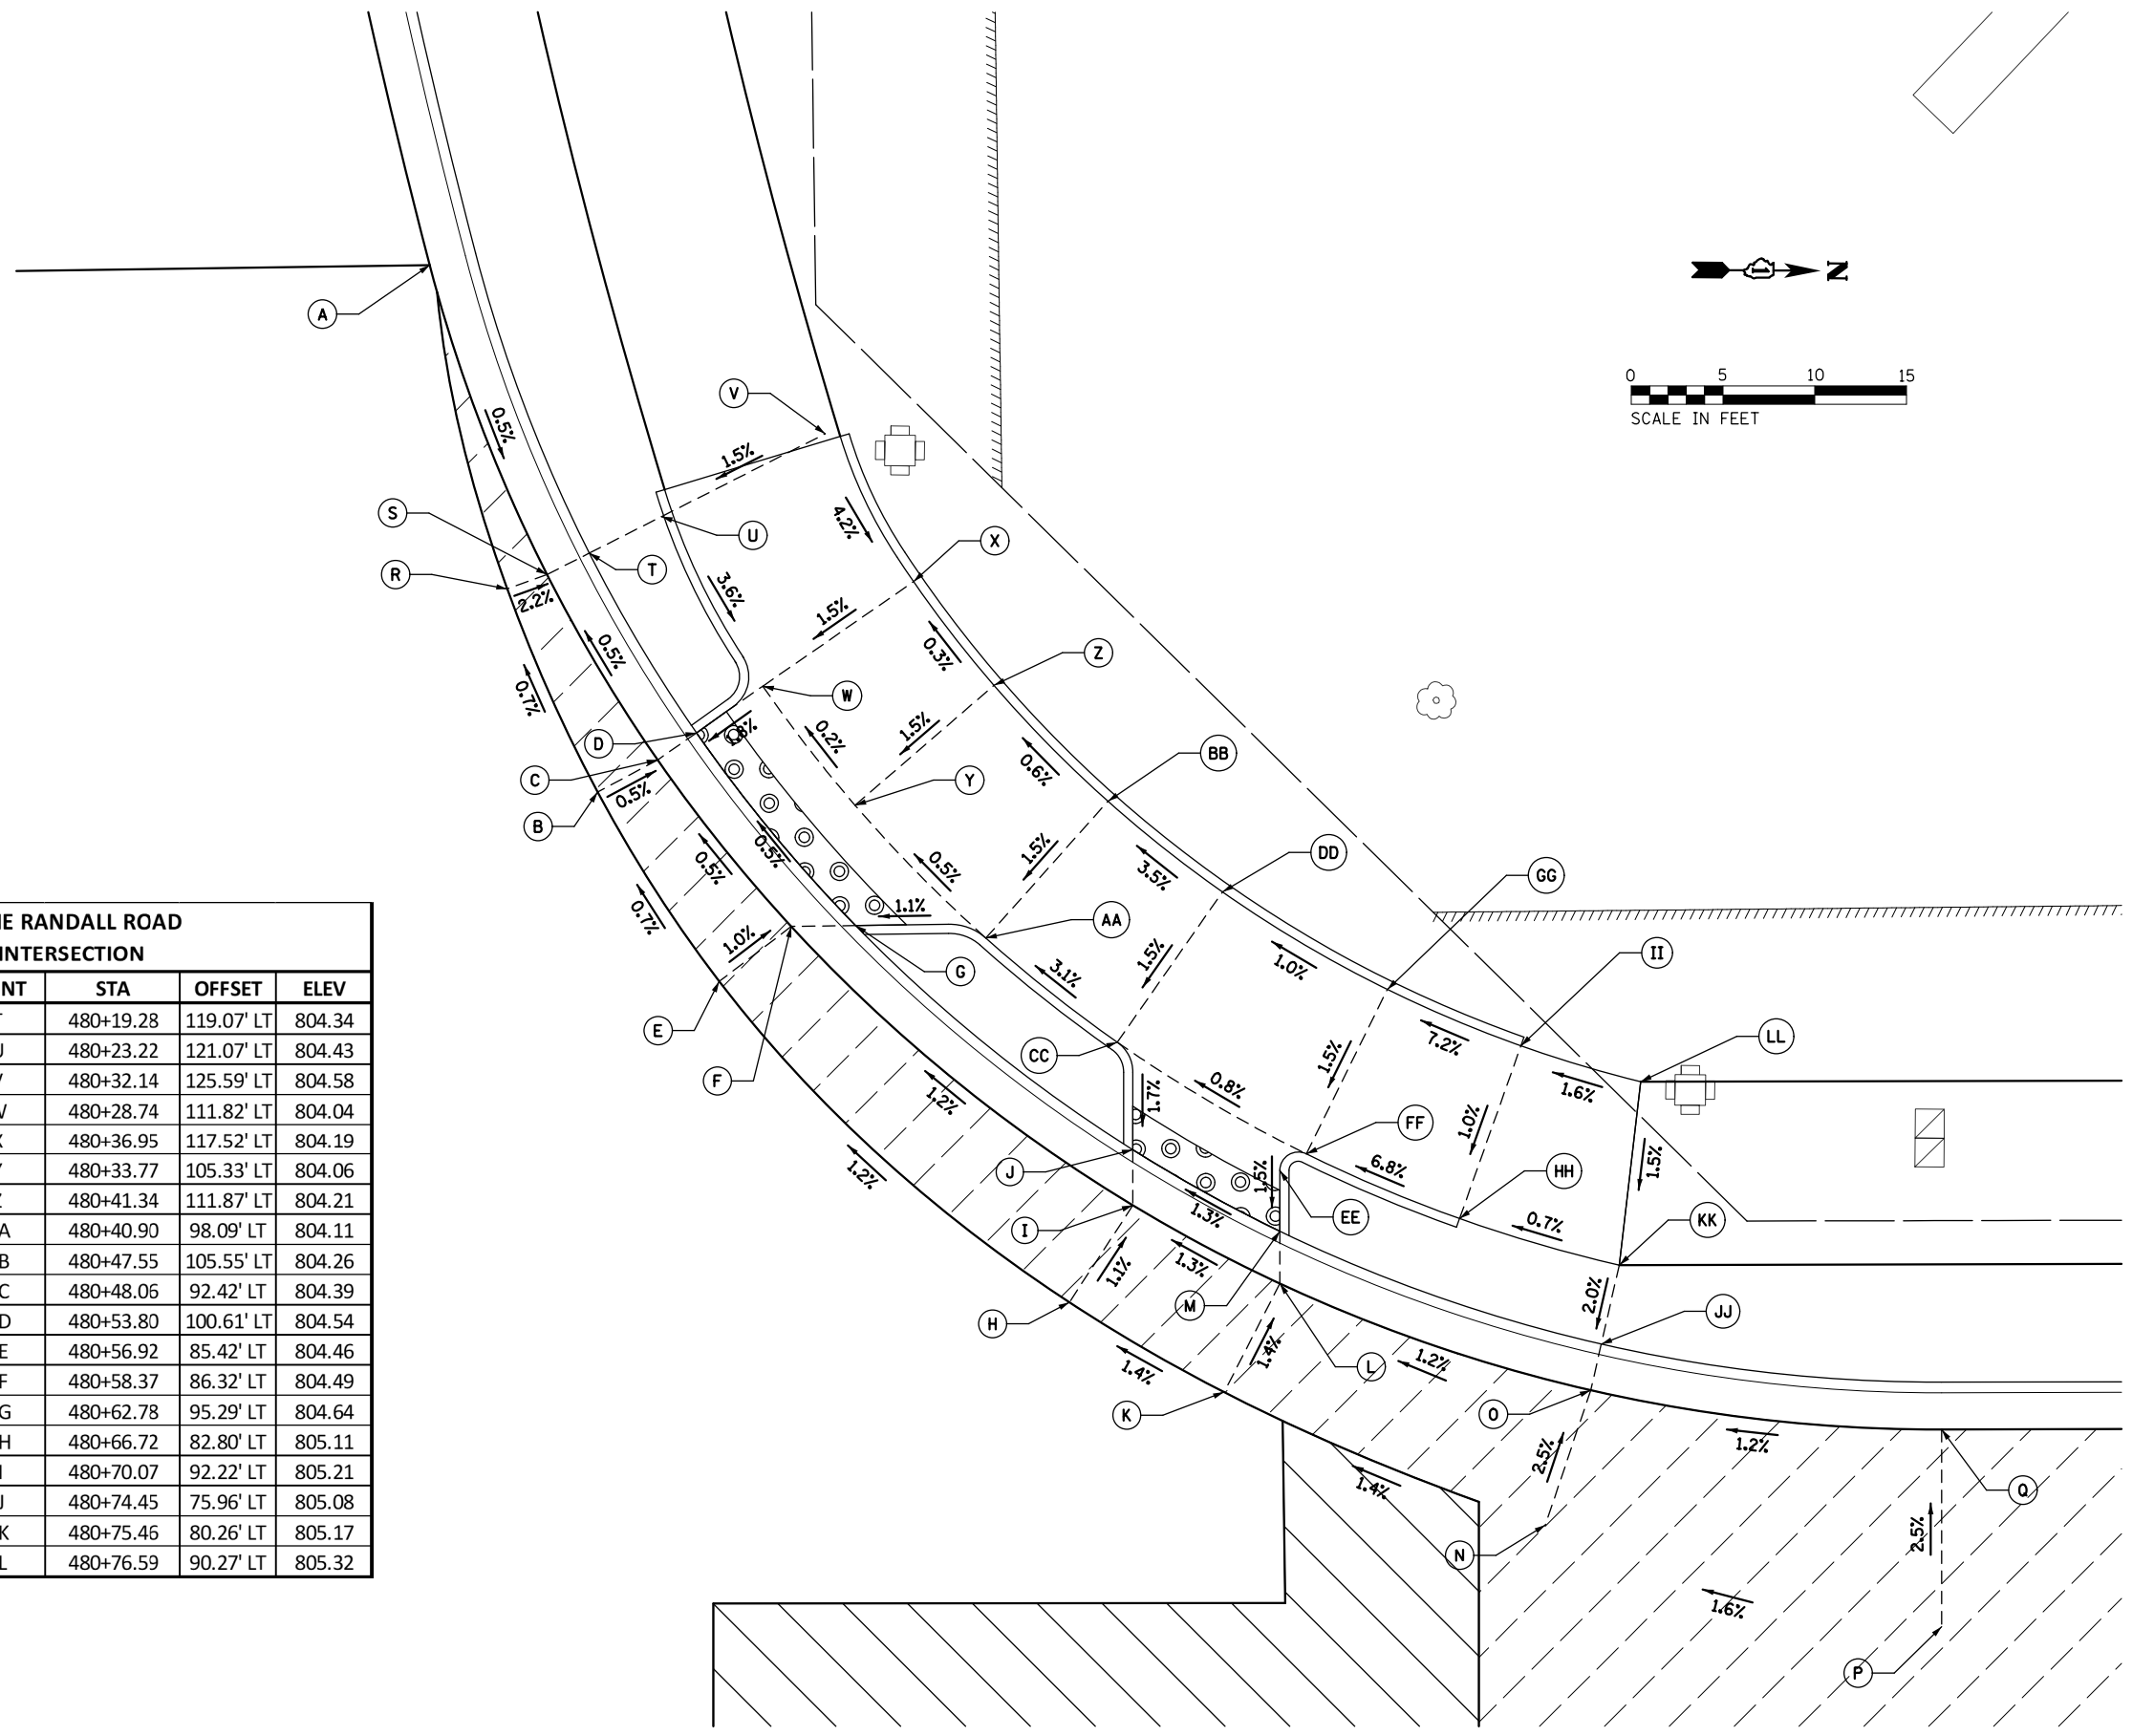 N
0 5 10 15
SCALE IN FEET
A
V
0.5%
1.5%
4.2%
S
U
X
R
T
2.2%
3.6%
1.5%
0.3%
Z
0.5%
0.7%
W
D
1.8%
0.2%
1.5%
0.6%
BB
C
Y
0.5%
B
0.5%
0.5%
0.5%
1.5%
3.5%
DD
GG
0.7%
1.1%
AA
1.0%
G
3.1%
1.5%
1.0%
II
E
CC
1.5%
7.2%
LL
F
1.2%
1.7%
0.8%
FF
1.0%
1.6%
1.2%
J
1.5%
6.8%
HH
1.5%
I
1.3%
EE
0.7%
KK
1.1%
1.3%
M
2.0%
JJ
H
1.4%
1.4%
L
1.2%
K
O
1.2%
1.4%
2.5%
N
Q
2.5%
1.6%
P
E RANDALL ROAD
NTERSECTION
NT STA OFFSET ELEV
480+19.28 119.07' LT 804.34
480+23.22 121.07' LT 804.43
480+32.14 125.59' LT 804.58
480+28.74 111.82' LT 804.04
480+36.95 117.52' LT 804.19
480+33.77 105.33' LT 804.06
480+41.34 111.87' LT 804.21
A 480+40.90 98.09' LT 804.11
B 480+47.55 105.55' LT 804.26
C 480+48.06 92.42' LT 804.39
D 480+53.80 100.61' LT 804.54
E 480+56.92 85.42' LT 804.46
F 480+58.37 86.32' LT 804.49
G 480+62.78 95.29' LT 804.64
H 480+66.72 82.80' LT 805.11
I 480+70.07 92.22' LT 805.21
J 480+74.45 75.96' LT 805.08
K 480+75.46 80.26' LT 805.17
L 480+76.59 90.27' LT 805.32